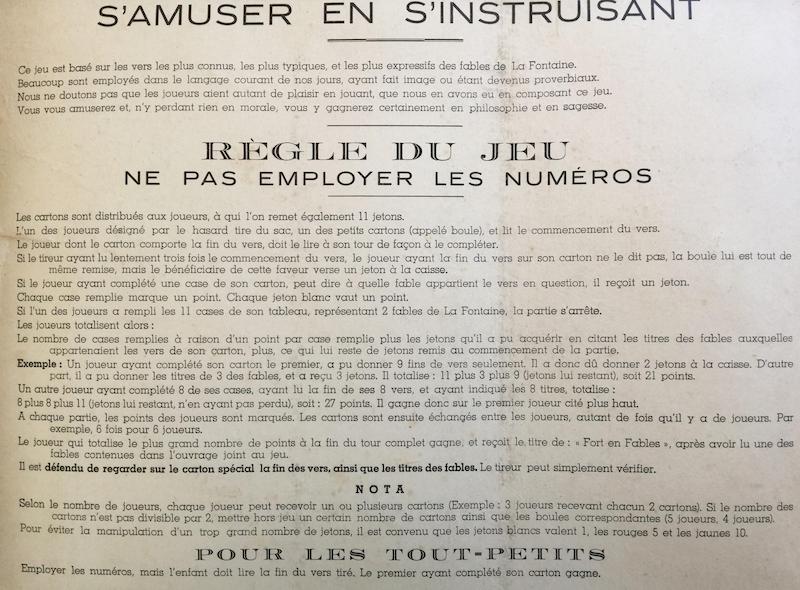 S'AMUSER EN S'INSTRUISANT
Ce jeu est basé sur les vers les plus connus, les plus typiques, et les plus expressifs des fables de La Fontaine.
Beaucoup sont employés dans le langage courant de nos jours, ayant fait image ou étant devenus proverbiaux.
Nous ne doutons pas que les joueurs aient autant de plaisir en jouant, que nous en avons eu en composant ce jeu.
Vous vous amuserez et, n'y perdant rien en morale, vous y gagnerez certainement en philosophie et en sagesse.
RÈGLE DU JEU
NE PAS EMPLOYER LES NUMÉROS
Les cartons sont distribués aux joueurs, à qui l'on remet également 11 jetons.
L'un des joueurs désigné par le hasard tire du sac, un des petits cartons (appelé boule), et lit le commencement du vers.
Le joueur dont le carton comporte la fin du vers, doit le lire à son tour de façon à le compléter.
Si le tireur ayant lu lentement trois fois le commencement du vers, le joueur ayant la fin du vers sur son carton ne le dit pas, la boule lui est tout de
même remise, mais le bénéficiaire de cette faveur verse un jeton à la caisse.
Si le joueur ayant complété une case de son carton, peut dire à quelle fable appartient le vers en question, il reçoit un jeton.
Chaque case remplie marque un point. Chaque jeton blanc vaut un point.
Si l'un des joueurs a rempli les 11 cases de son tableau, représentant 2 fables de La Fontaine, la partie s'arrête.
Les joueurs totalisent alors :
Le nombre de cases remplies à raison d'un point par case remplie plus les jetons qu'il a pu acquérir en citant les titres des fables auxquelles
appartenaient les vers de son carton, plus, ce qui lui reste de jetons remis au commencement de la partie.
Exemple : Un joueur ayant complété son carton le premier, a pu donner 9 fins de vers seulement. Il a donc dû donner 2 jetons à la caisse. D'autre
part, il a pu donner les titres de 3 des fables, et a reçu 3 jetons. Il totalise : 11 plus 3 plus 9 (jetons lui restant), soit 21 points.
Un autre joueur ayant complété 8 de ses cases, ayant lu la fin de ses 8 vers, et ayant indiqué les 8 titres, totalise :
8 plus 8 plus 11 (jetons lui restant, n'en ayant pas perdu), soit : 27 points. Il gagne donc sur le premier joueur cité plus haut.
A chaque partie, les points des joueurs sont marqués. Les cartons sont ensuite échangés entre les joueurs, autant de fois qu'il y a de joueurs. Par
exemple, 6 fois pour 6 joueurs.
Le joueur qui totalise le plus grand nombre de points à la fin du tour complet gagne, et reçoit le titre de : « Fort en Fables », après avoir lu une des
fables contenues dans l'ouvrage joint au jeu.
Il est défendu de regarder sur le carton spécial la fin des vers, ainsi que les titres des fables. Le tireur peut simplement vérifier.
NOTA
Selon le nombre de joueurs, chaque joueur peut recevoir un ou plusieurs cartons (Exemple : 3 joueurs recevant chacun 2 cartons). Si le nombre des
cartons n'est pas divisible par 2, mettre hors jeu un certain nombre de cartons ainsi que les boules correspondantes (5 joueurs, 4 joueurs).
Pour éviter la manipulation d'un trop grand nombre de jetons, il est convenu que les jetons blancs valent 1, les rouges 5 et les jaunes 10.
POUR LES TOUT-PETITS
Employer les numéros, mais l'enfant doit lire la fin du vers tiré. Le premier ayant complété son carton gagne.